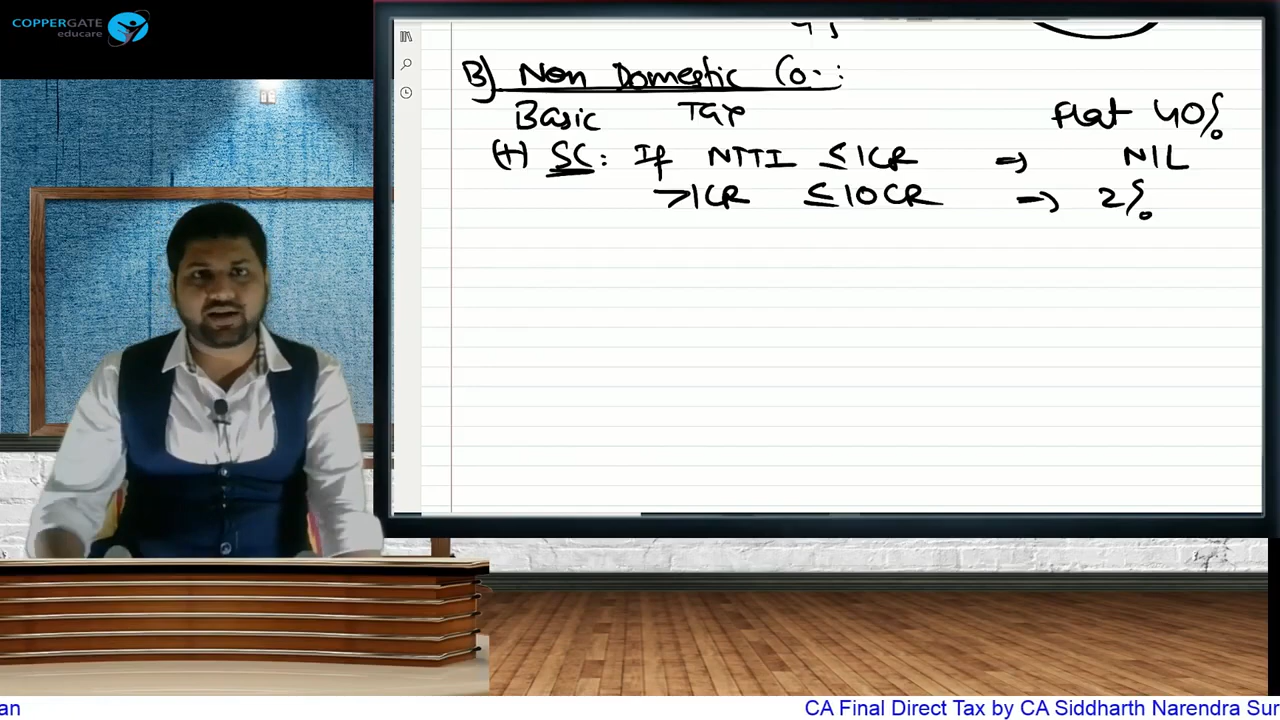 COPPERGATE
educare
B) Non Domestic Co. :
Basic Tax Flat 40%
(+) SC : If NTTI ≤ 1CR ⇒ NIL
>1CR ≤ 10CR → 2%
an CA Final Direct Tax by CA Siddharth Narendra Sur